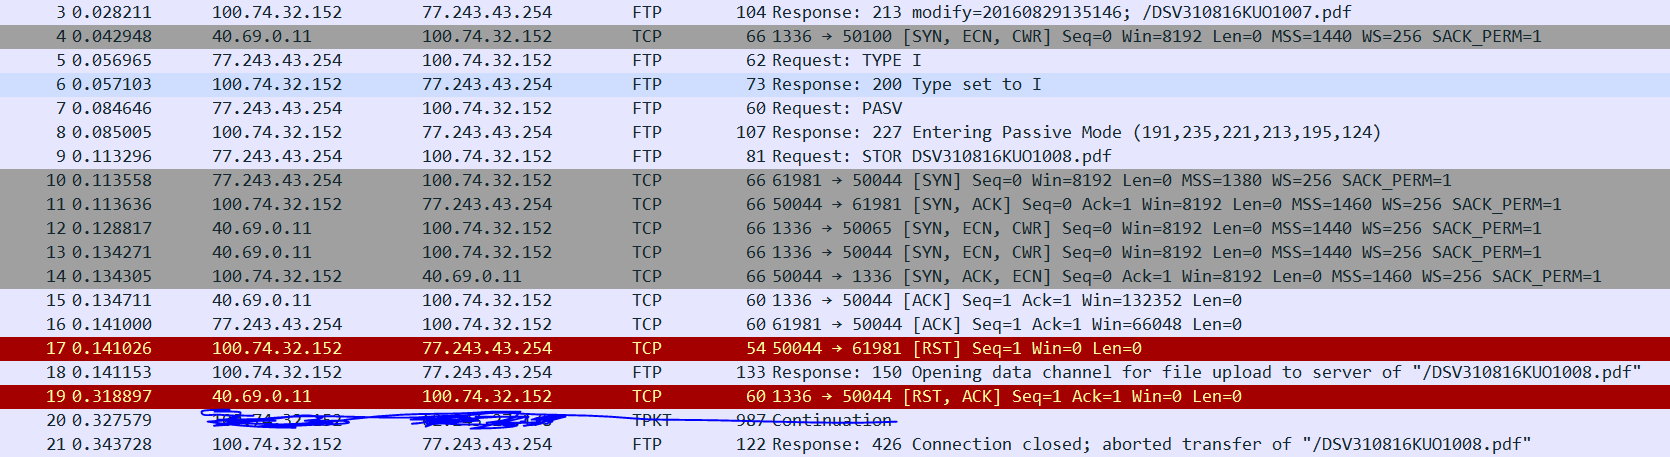 3 0.028211 100.74.32.152 77.243.43.254 FTP 104 Response: 213 modify=20160829135146; /DSV310816KUO1007.pdf
4 0.042948 40.69.0.11 100.74.32.152 TCP 66 1336 → 50100 [SYN, ECN, CWR] Seq=0 Win=8192 Len=0 MSS=1440 WS=256 SACK_PERM=1
5 0.056965 77.243.43.254 100.74.32.152 FTP 62 Request: TYPE I
6 0.057103 100.74.32.152 77.243.43.254 FTP 73 Response: 200 Type set to I
7 0.084646 77.243.43.254 100.74.32.152 FTP 60 Request: PASV
8 0.085005 100.74.32.152 77.243.43.254 FTP 107 Response: 227 Entering Passive Mode (191,235,221,213,195,124)
9 0.113296 77.243.43.254 100.74.32.152 FTP 81 Request: STOR DSV310816KUO1008.pdf
10 0.113558 77.243.43.254 100.74.32.152 TCP 66 61981 → 50044 [SYN] Seq=0 Win=8192 Len=0 MSS=1380 WS=256 SACK_PERM=1
11 0.113636 100.74.32.152 77.243.43.254 TCP 66 50044 → 61981 [SYN, ACK] Seq=0 Ack=1 Win=8192 Len=0 MSS=1460 WS=256 SACK_PERM=1
12 0.128817 40.69.0.11 100.74.32.152 TCP 66 1336 → 50065 [SYN, ECN, CWR] Seq=0 Win=8192 Len=0 MSS=1440 WS=256 SACK_PERM=1
13 0.134271 40.69.0.11 100.74.32.152 TCP 66 1336 → 50044 [SYN, ECN, CWR] Seq=0 Win=8192 Len=0 MSS=1440 WS=256 SACK_PERM=1
14 0.134305 100.74.32.152 40.69.0.11 TCP 66 50044 → 1336 [SYN, ACK, ECN] Seq=0 Ack=1 Win=8192 Len=0 MSS=1460 WS=256 SACK_PERM=1
15 0.134711 40.69.0.11 100.74.32.152 TCP 60 1336 → 50044 [ACK] Seq=1 Ack=1 Win=132352 Len=0
16 0.141000 77.243.43.254 100.74.32.152 TCP 60 61981 → 50044 [ACK] Seq=1 Ack=1 Win=66048 Len=0
17 0.141026 100.74.32.152 77.243.43.254 TCP 54 50044 → 61981 [RST] Seq=1 Win=0 Len=0
18 0.141153 100.74.32.152 77.243.43.254 FTP 133 Response: 150 Opening data channel for file upload to server of "/DSV310816KUO1008.pdf"
19 0.318897 40.69.0.11 100.74.32.152 TCP 60 1336 → 50044 [RST, ACK] Seq=1 Ack=1 Win=0 Len=0
20 0.327579 TPKT 987 Continuation
21 0.343728 100.74.32.152 77.243.43.254 FTP 122 Response: 426 Connection closed; aborted transfer of "/DSV310816KUO1008.pdf"